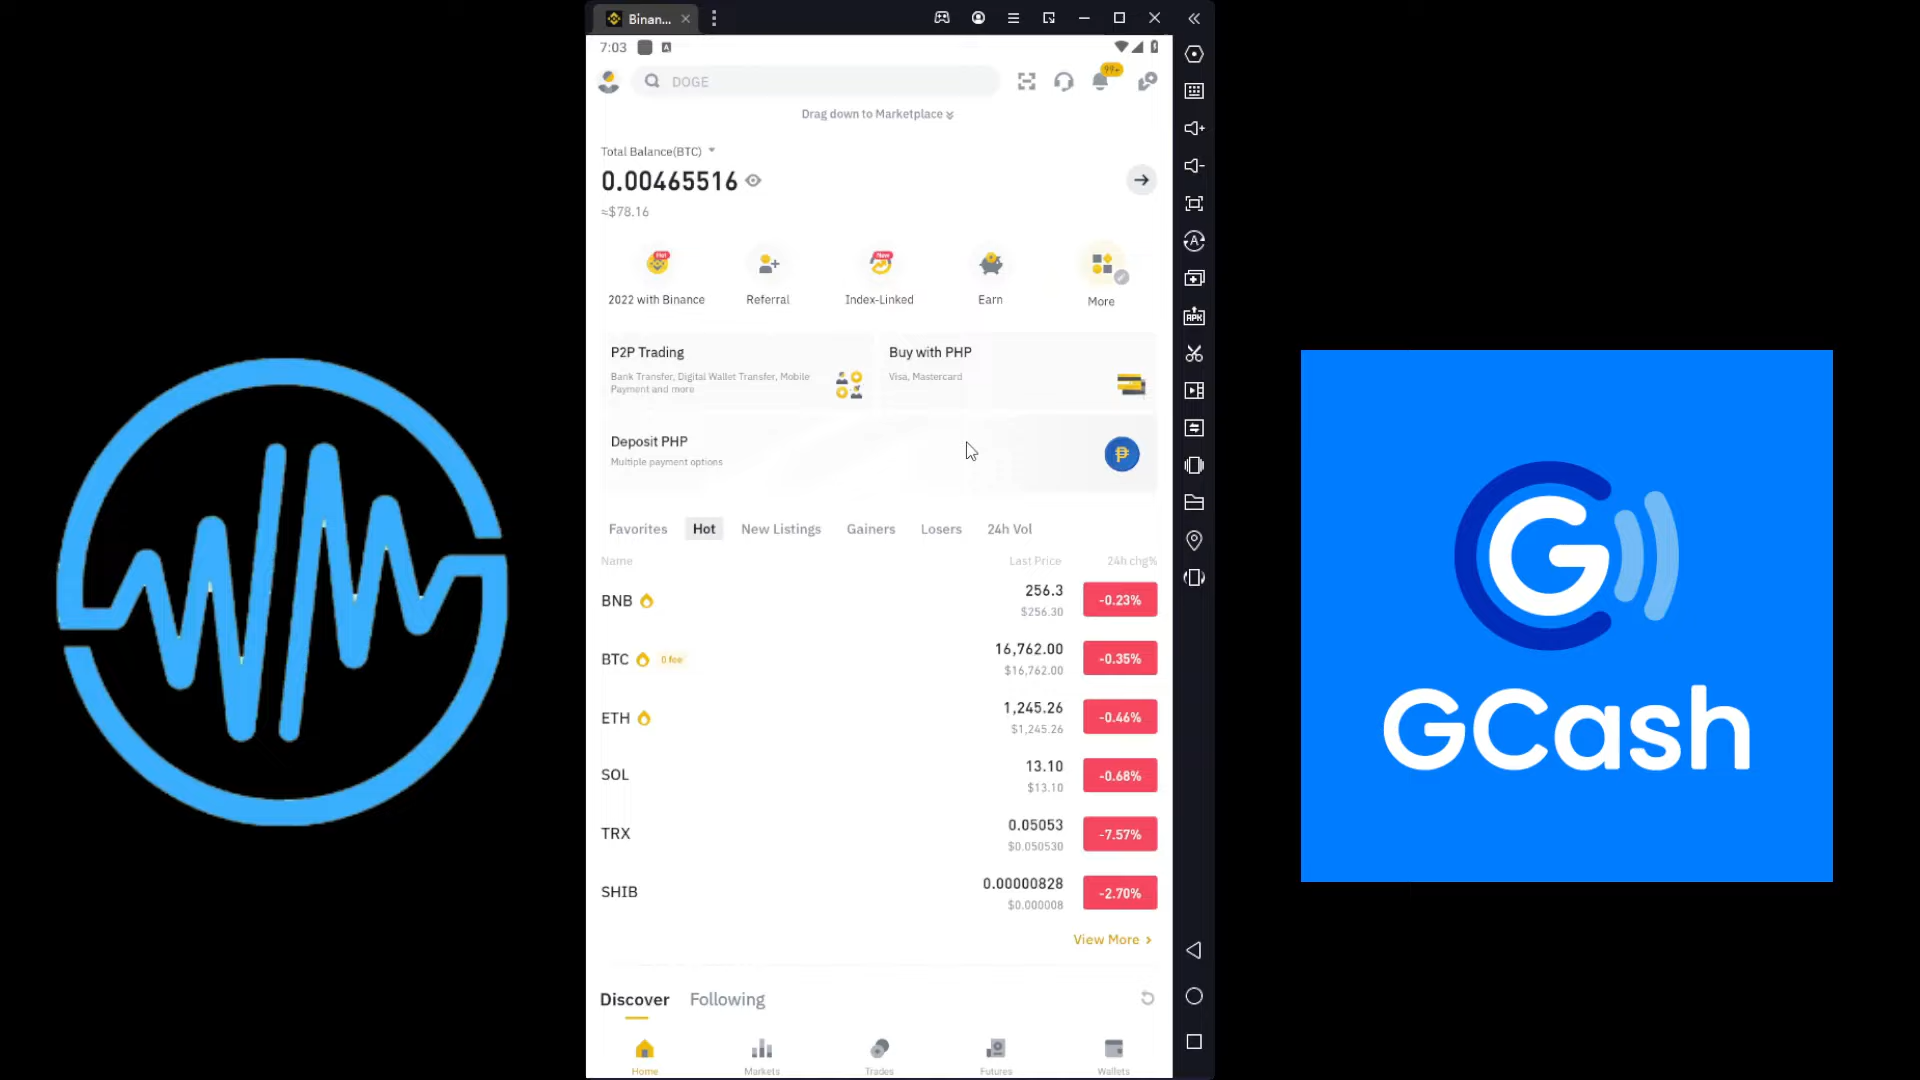 Binan...
7:03
A
DOGE
99+
Drag down to Marketplace
Total Balance(BTC)
0.00465516
≈$78.16
Hot
New
2022 with Binance
Referral
Index-Linked
Earn
More
P2P Trading
Bank Transfer, Digital Wallet Transfer, Mobile
Payment and more
Buy with PHP
Visa, Mastercard
Deposit PHP
Multiple payment options
Favorites
Hot
New Listings
Gainers
Losers
24h Vol
Name
Last Price
24h chg%
BNB
256.3
$256.30
-0.23%
BTC
0 fee
16,762.00
$16,762.00
-0.35%
ETH
1,245.26
$1,245.26
-0.46%
SOL
13.10
$13.10
-0.68%
TRX
0.05053
$0.050530
-7.57%
SHIB
0.00000828
$0.000008
-2.70%
View More
Discover
Following
Home
Markets
Trades
Futures
Wallets
A
APK
G
GCash